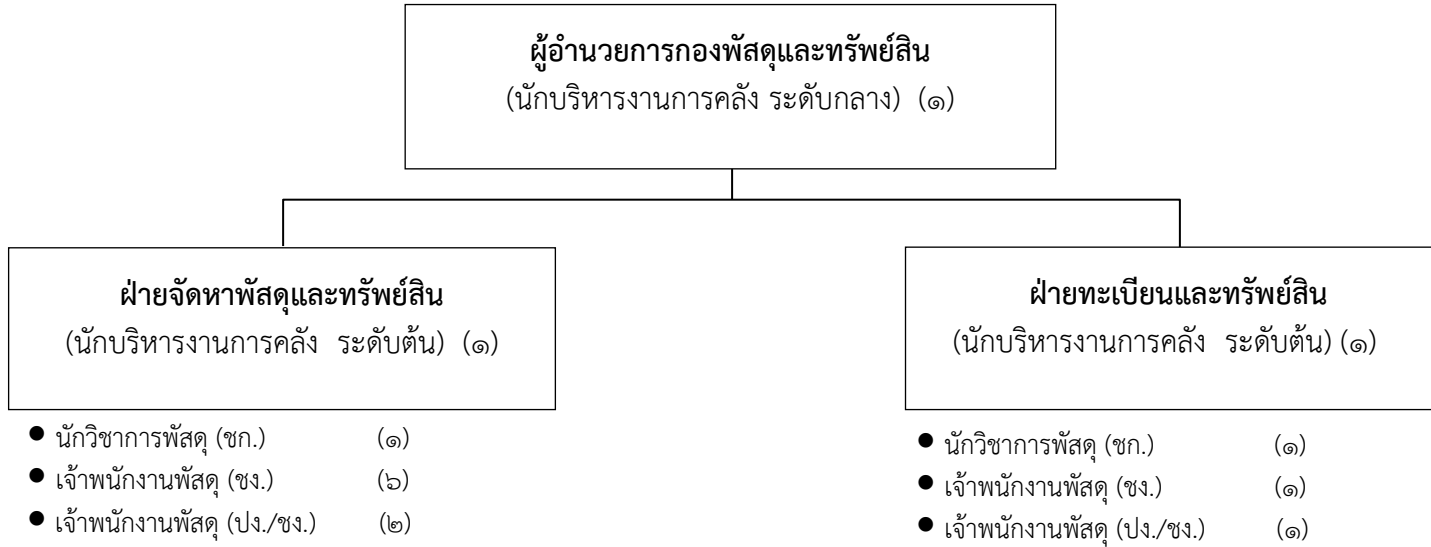 ผู้อำนวยการกองพัสดุและทรัพย์สิน
(นักบริหารงานการคลัง ระดับกลาง) (๑)
ฝ่ายจัดหาพัสดุและทรัพย์สิน
(นักบริหารงานการคลัง ระดับต้น) (๑)
● นักวิชาการพัสดุ (ชก.) (๑)
● เจ้าพนักงานพัสดุ (ชง.) (๖)
● เจ้าพนักงานพัสดุ (ปง./ชง.) (๒)
ฝ่ายทะเบียนและทรัพย์สิน
(นักบริหารงานการคลัง ระดับต้น) (๑)
● นักวิชาการพัสดุ (ชก.) (๑)
● เจ้าพนักงานพัสดุ (ชง.) (๑)
● เจ้าพนักงานพัสดุ (ปง./ชง.) (๑)